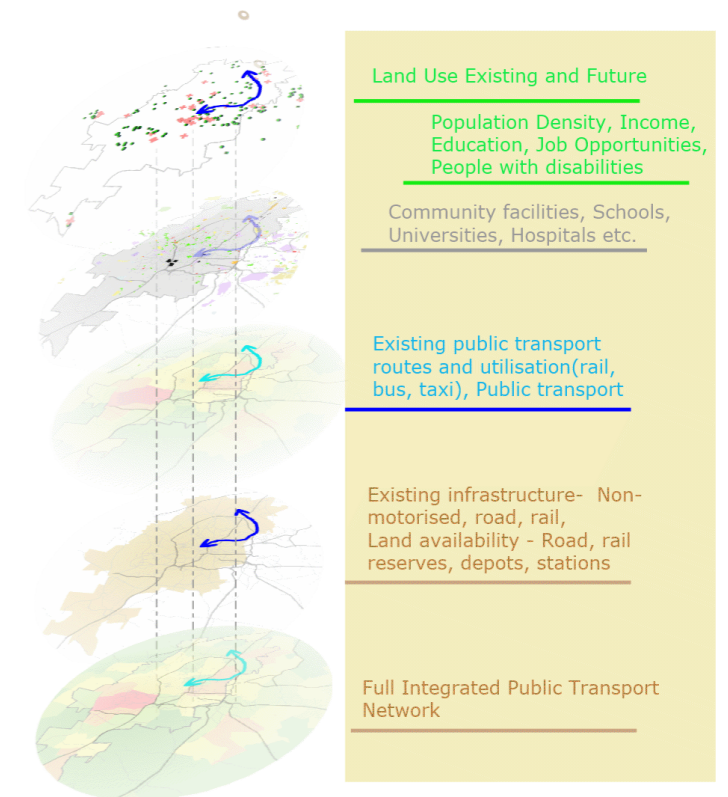 Land Use Existing and Future
Population Density, Income,
Education, Job Opportunities,
People with disabilities
Community facilities, Schools,
Universities, Hospitals etc.
Existing public transport
routes and utilisation(rail,
bus, taxi), Public transport
Existing infrastructure-  Non-
motorised, road, rail,
Land availability - Road, rail
reserves, depots, stations
Full Integrated Public Transport
Network